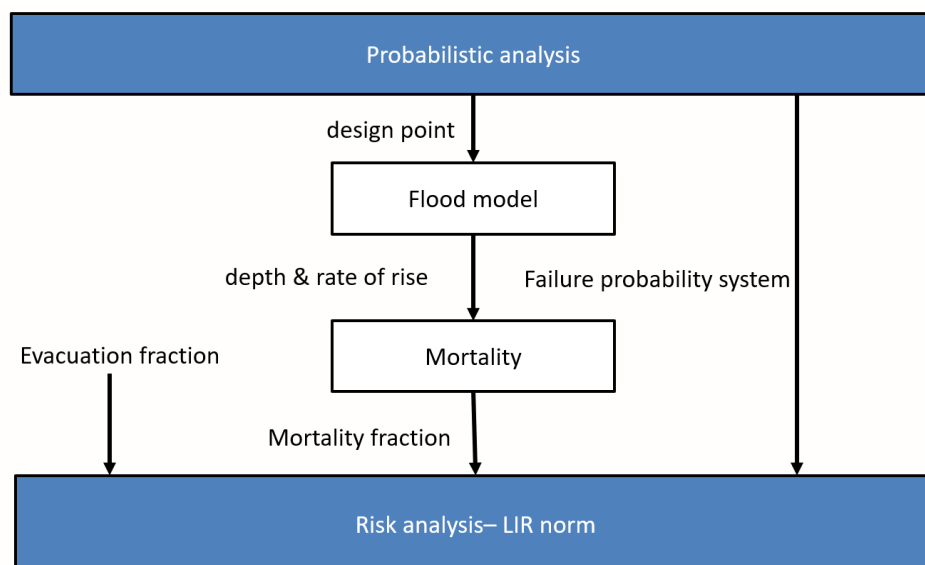 Probabilistic analysis
design point
Flood model
depth & rate of rise
Failure probability system
Mortality
Evacuation fraction
Mortality fraction
Risk analysis– LIR norm